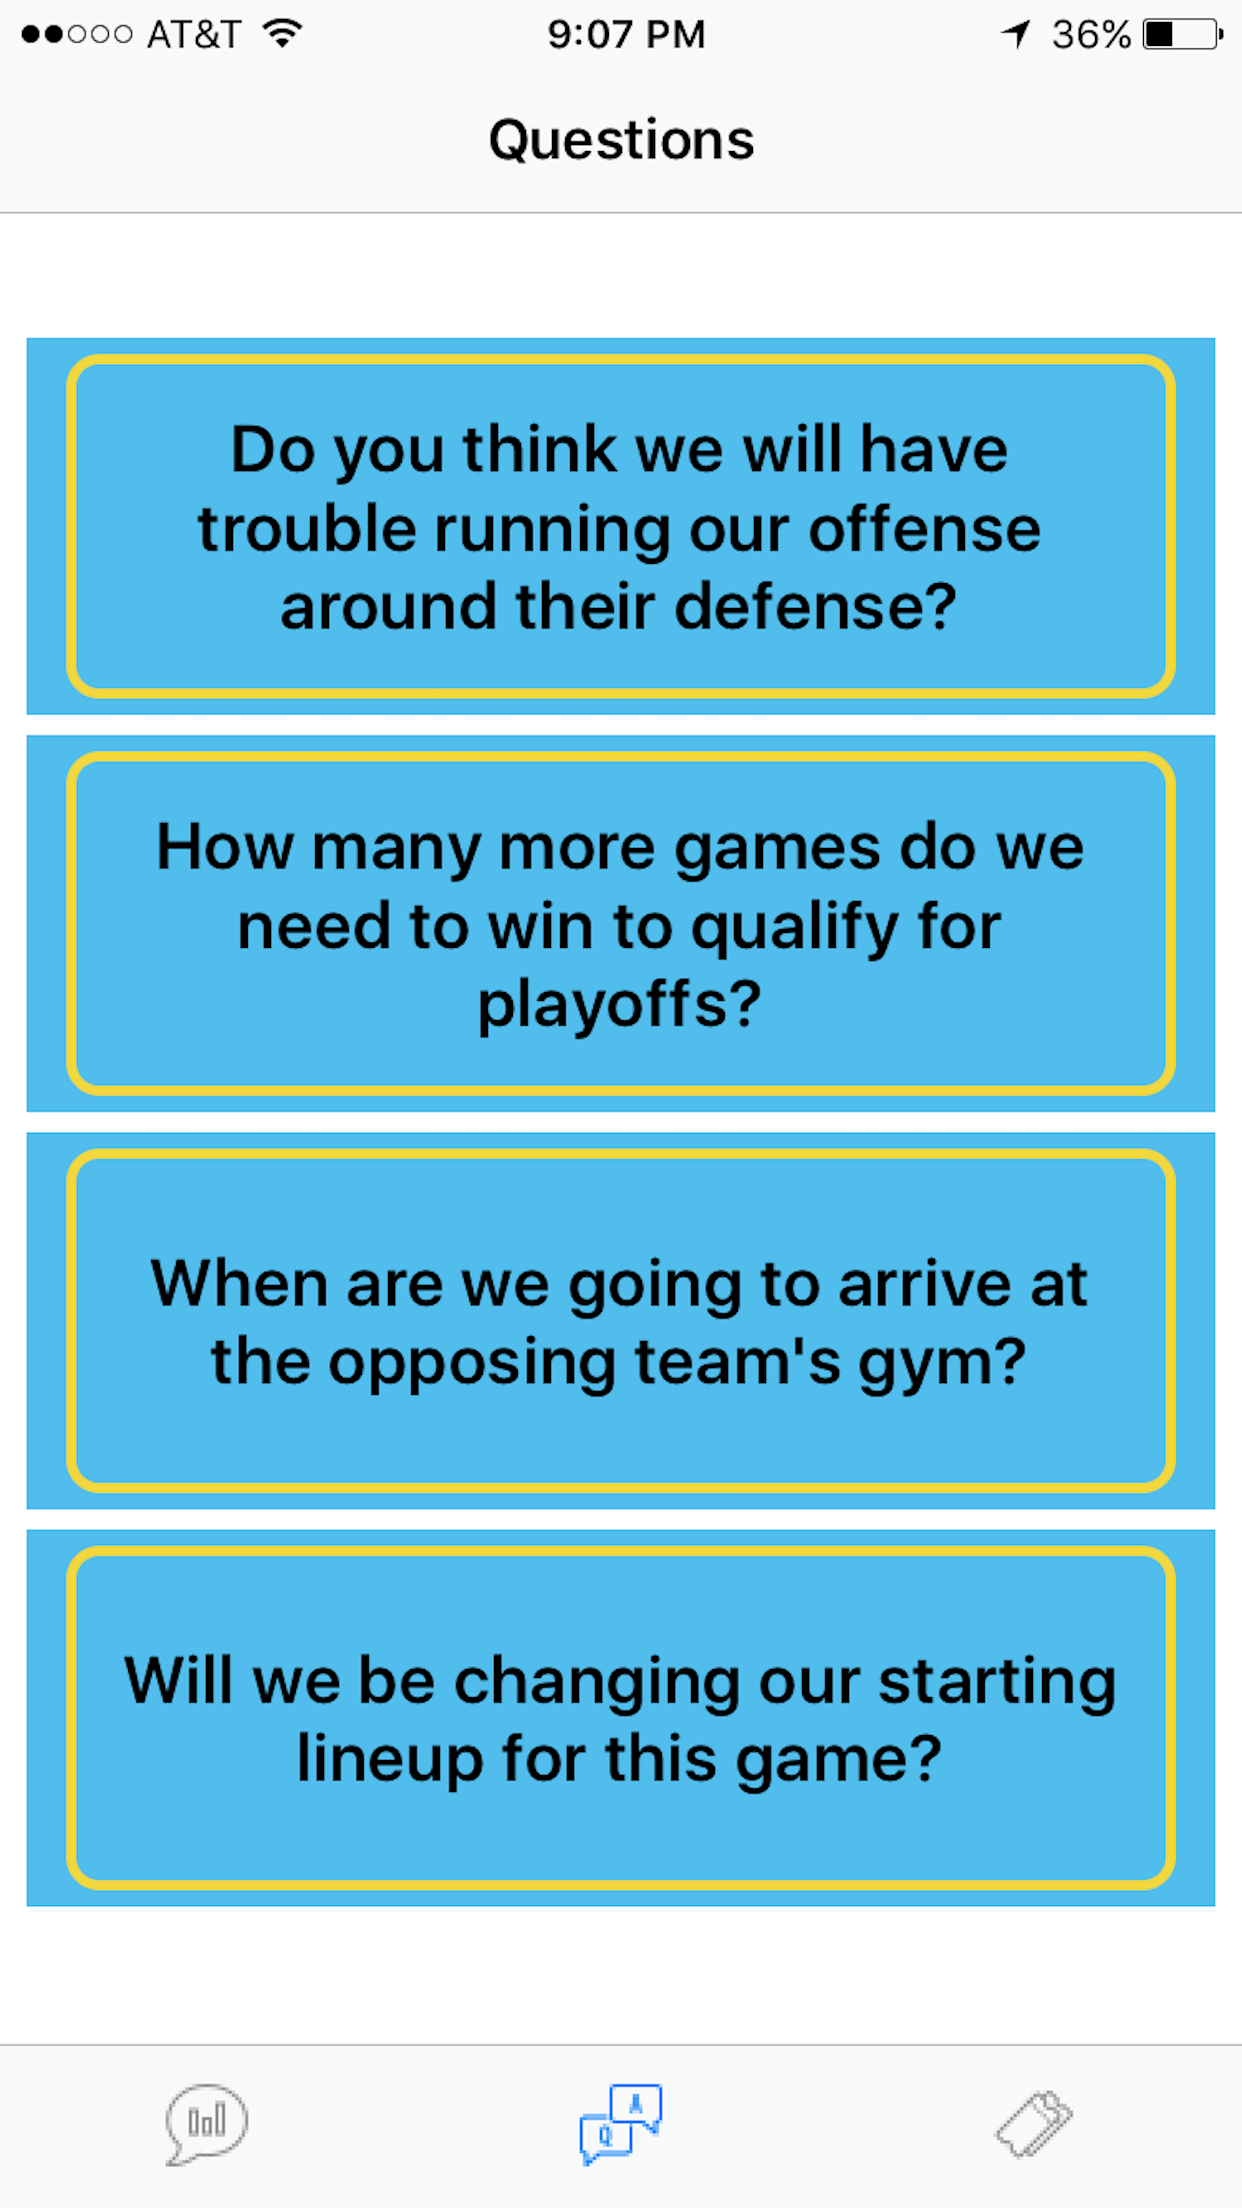 AT&T 9:07 PM 36%
Questions
Do you think we will have
trouble running our offense
around their defense?
How many more games do we
need to win to qualify for
playoffs?
When are we going to arrive at
the opposing team's gym?
Will we be changing our starting
lineup for this game?
A
Q